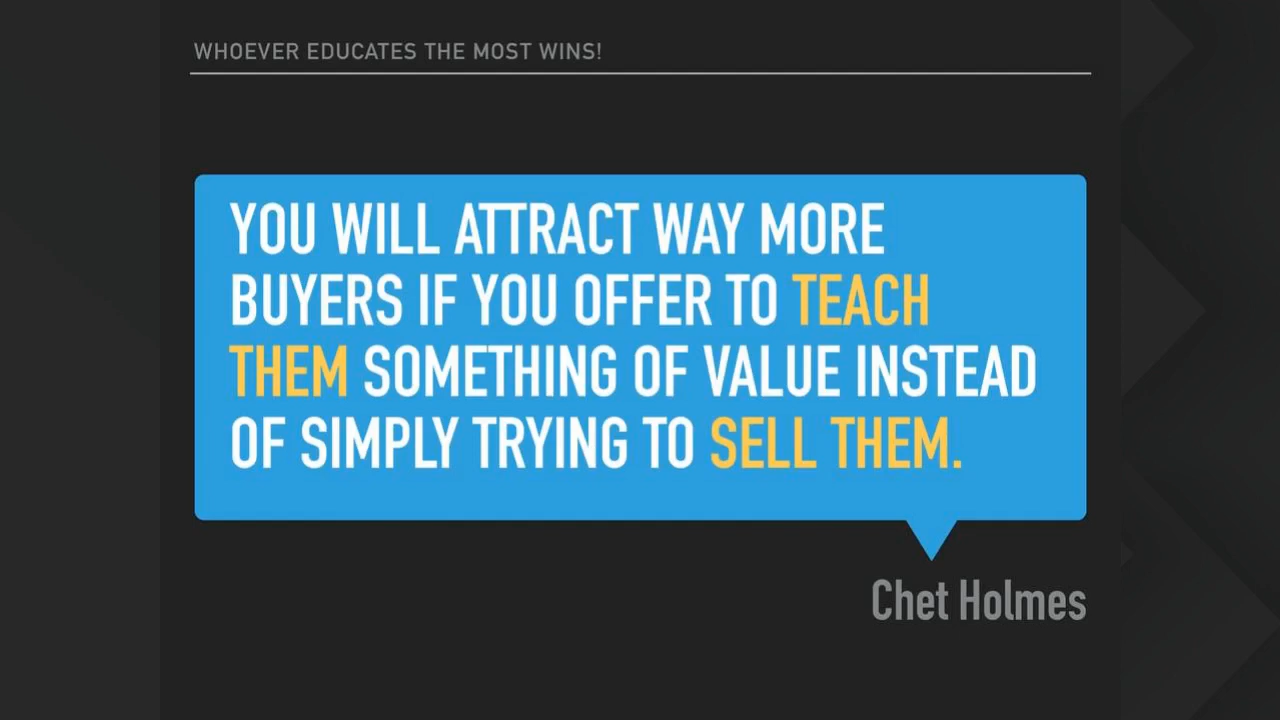 WHOEVER EDUCATES THE MOST WINS!
YOU WILL ATTRACT WAY MORE
BUYERS IF YOU OFFER TO TEACH
THEM SOMETHING OF VALUE INSTEAD
OF SIMPLY TRYING TO SELL THEM.
Chet Holmes